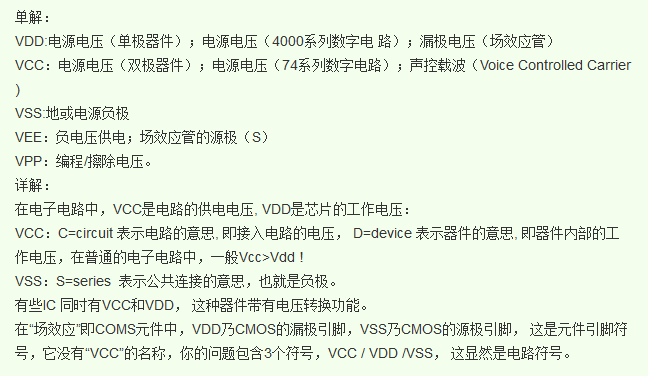 单解：
VDD:电源电压（单极器件）；电源电压（4000系列数字电 路）；漏极电压（场效应管）
VCC：电源电压（双极器件）；电源电压（74系列数字电路）；声控载波（Voice Controlled Carrier
)
VSS:地或电源负极
VEE：负电压供电；场效应管的源极（S）
VPP：编程/擦除电压。
详解：
在电子电路中，VCC是电路的供电电压, VDD是芯片的工作电压：
VCC：C=circuit 表示电路的意思, 即接入电路的电压， D=device 表示器件的意思, 即器件内部的工
作电压，在普通的电子电路中，一般Vcc>Vdd！
VSS：S=series 表示公共连接的意思，也就是负极。
有些IC 同时有VCC和VDD， 这种器件带有电压转换功能。
在“场效应”即COMS元件中，VDD乃CMOS的漏极引脚，VSS乃CMOS的源极引脚， 这是元件引脚符
号，它没有“VCC”的名称，你的问题包含3个符号，VCC / VDD /VSS， 这显然是电路符号。